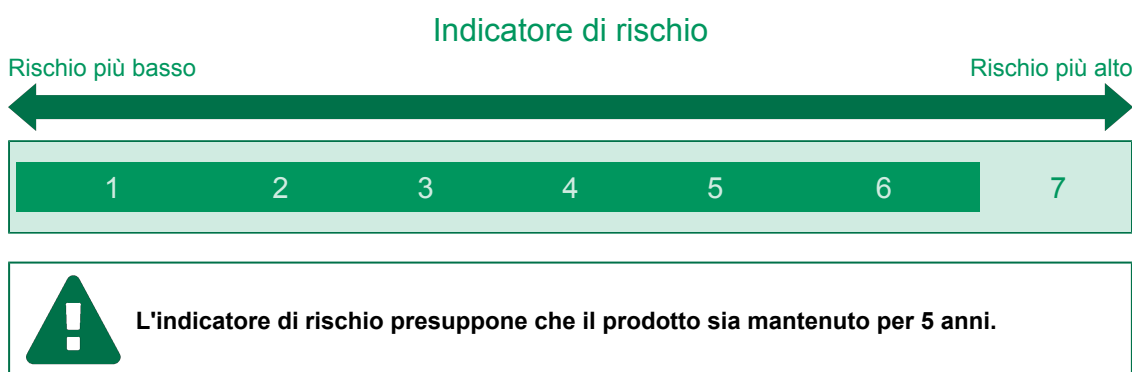 Indicatore di rischio
Rischio più basso Rischio più alto
1 2 3 4 5 6 7
L'indicatore di rischio presuppone che il prodotto sia mantenuto per 5 anni.